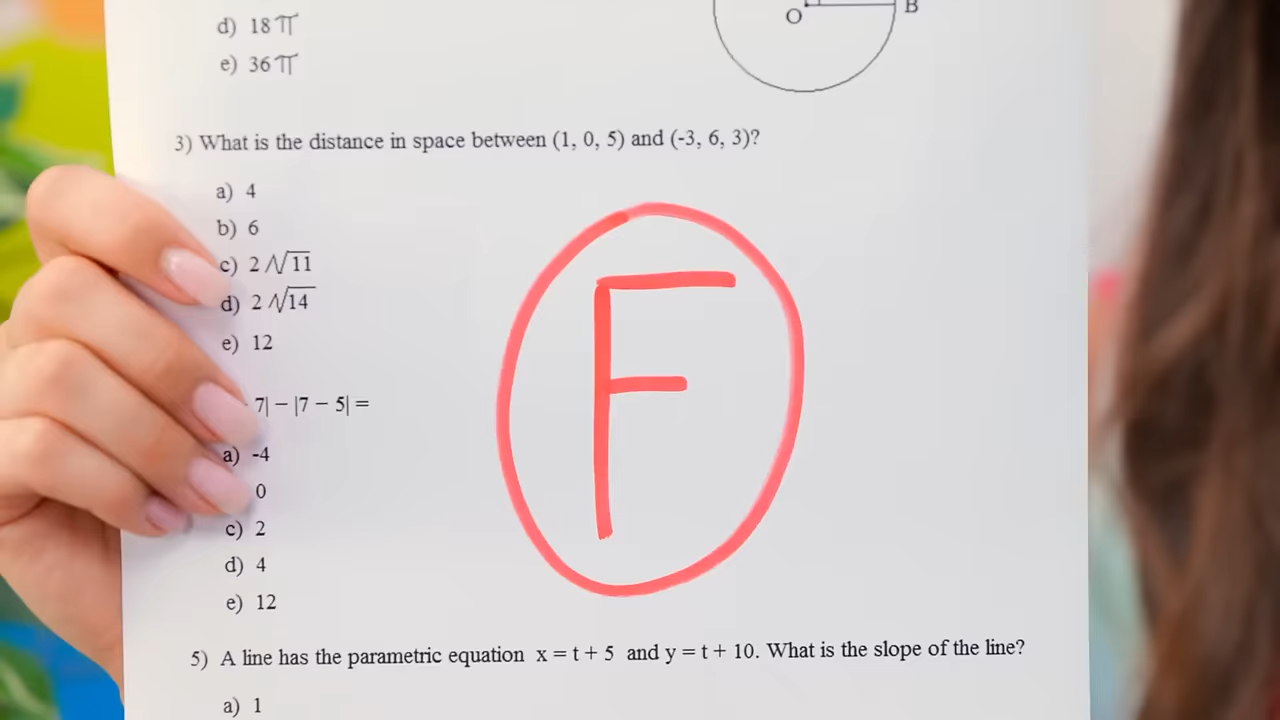 d) 18π
O
B
e) 36π
3) What is the distance in space between (1, 0, 5) and (-3, 6, 3)?
a) 4
b) 6
c) 2√11
d) 2√14
e) 12
7| − |7 − 5| =
a) -4
0
c) 2
d) 4
e) 12
F
5) A line has the parametric equation x = t + 5 and y = t + 10. What is the slope of the line?
a) 1